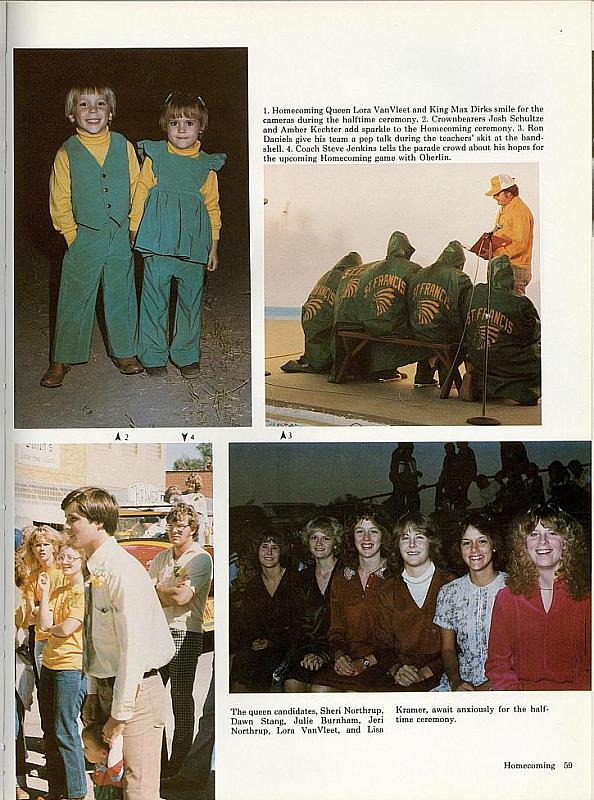 1. Homecoming Queen Lora VanVleet and King Max Dirks smile for the
cameras during the halftime ceremony. 2. Crownbearers Josh Schultze
and Amber Kechter add sparkle to the Homecoming ceremony. 3. Ron
Daniels give his team a pep talk during the teachers' skit at the band-
shell. 4. Coach Steve Jenkins tells the parade crowd about his hopes for
the upcoming Homecoming game with Oberlin.
ST FRANCIS
ST FRANCIS
ST FRANCIS
ST FRANCIS
2
4
3
The queen candidates, Sheri Northrup,
Dawn Stang, Julie Burnham, Jeri
Northrup, Lora VanVleet, and Lisa
Kramer, await anxiously for the half-
time ceremony.
Homecoming 59